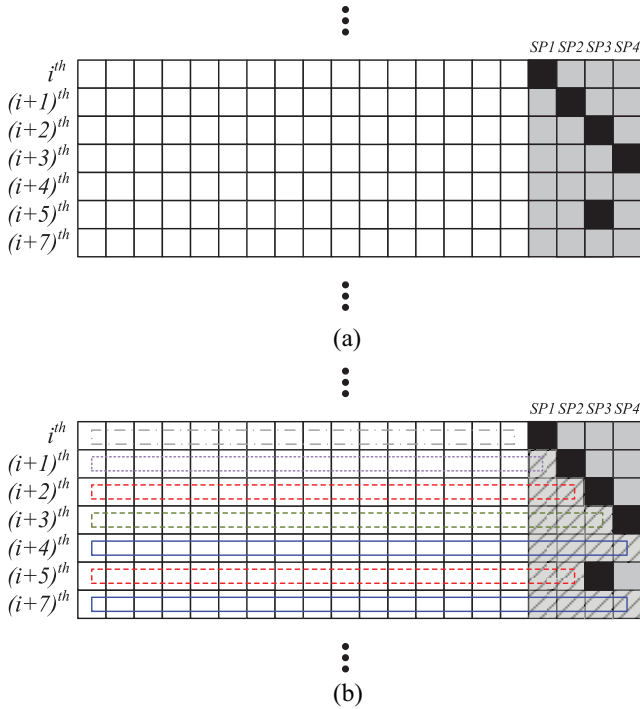 SP1 SP2 SP3 SP4
i^th
(i+1)^th
(i+2)^th
(i+3)^th
(i+4)^th
(i+5)^th
(i+7)^th
(a)
SP1 SP2 SP3 SP4
i^th
(i+1)^th
(i+2)^th
(i+3)^th
(i+4)^th
(i+5)^th
(i+7)^th
(b)